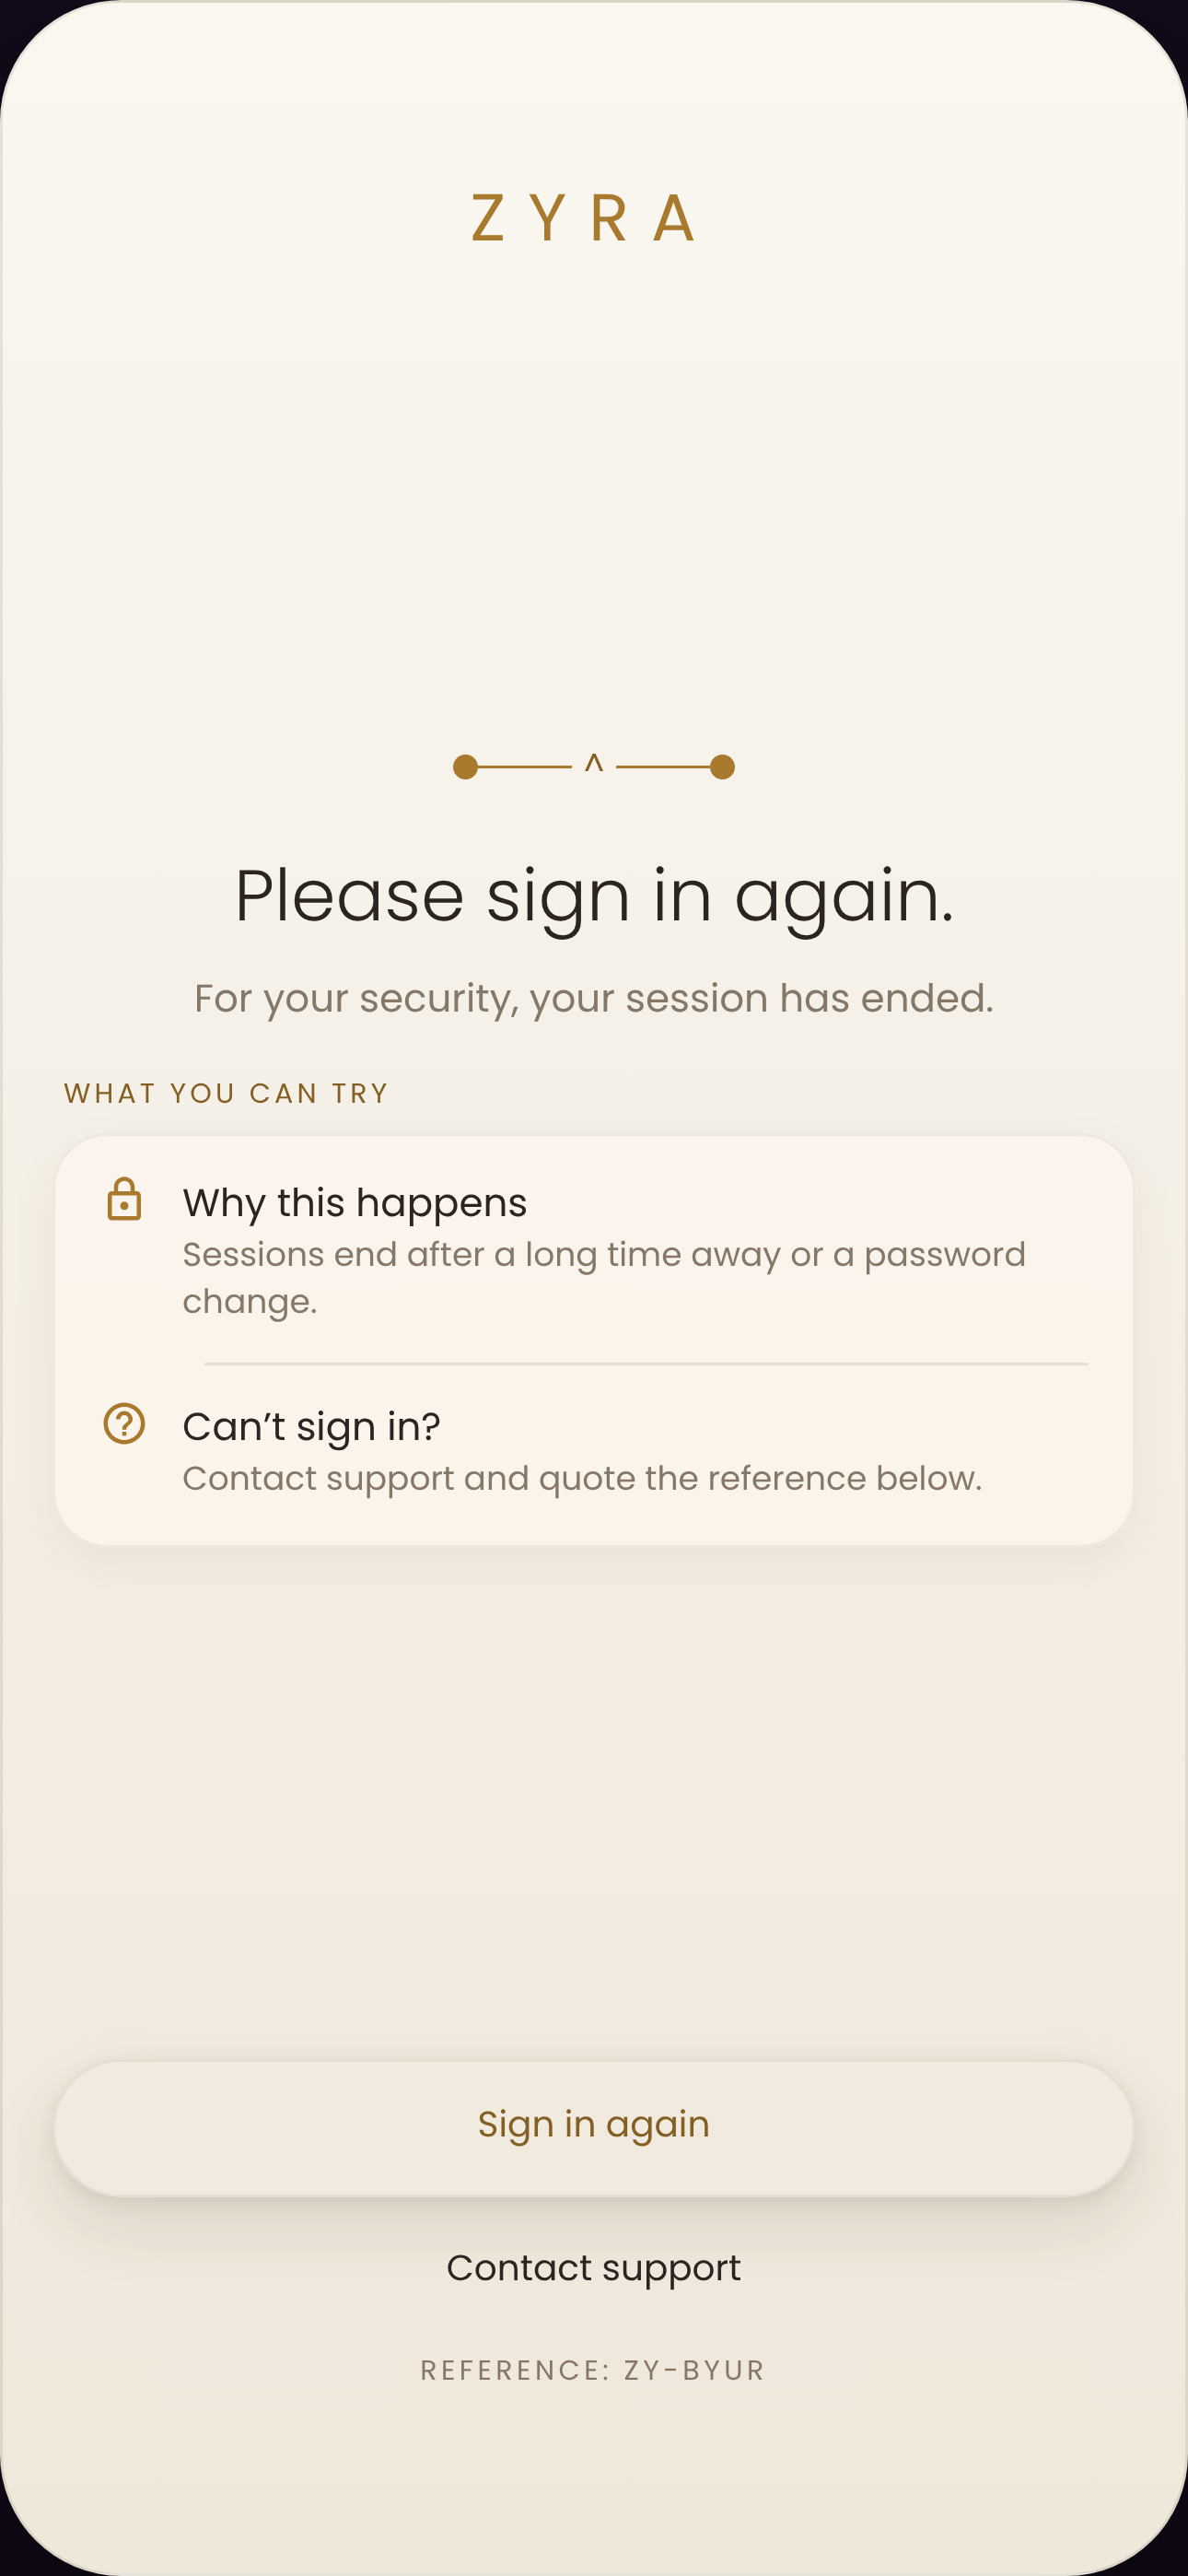 ZYRA
^
Please sign in again.
For your security, your session has ended.
WHAT YOU CAN TRY
Why this happens
Sessions end after a long time away or a password
change.
Can’t sign in?
Contact support and quote the reference below.
Sign in again
Contact support
REFERENCE: ZY-BYUR